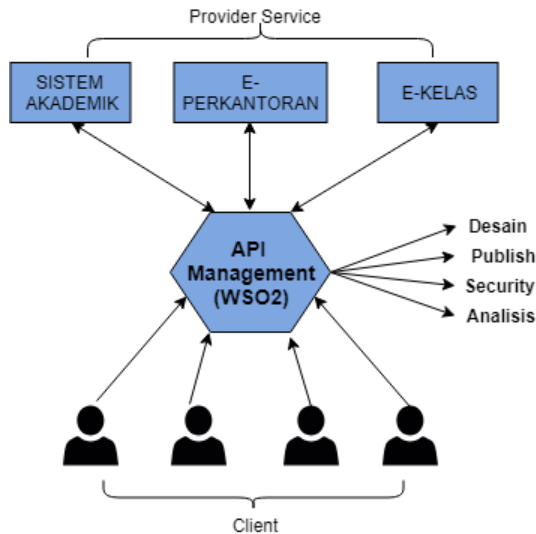 Provider Service
SISTEM
AKADEMIK
E-
PERKANTORAN
E-KELAS
API
Management
(WSO2)
Desain
Publish
Security
Analisis
Client